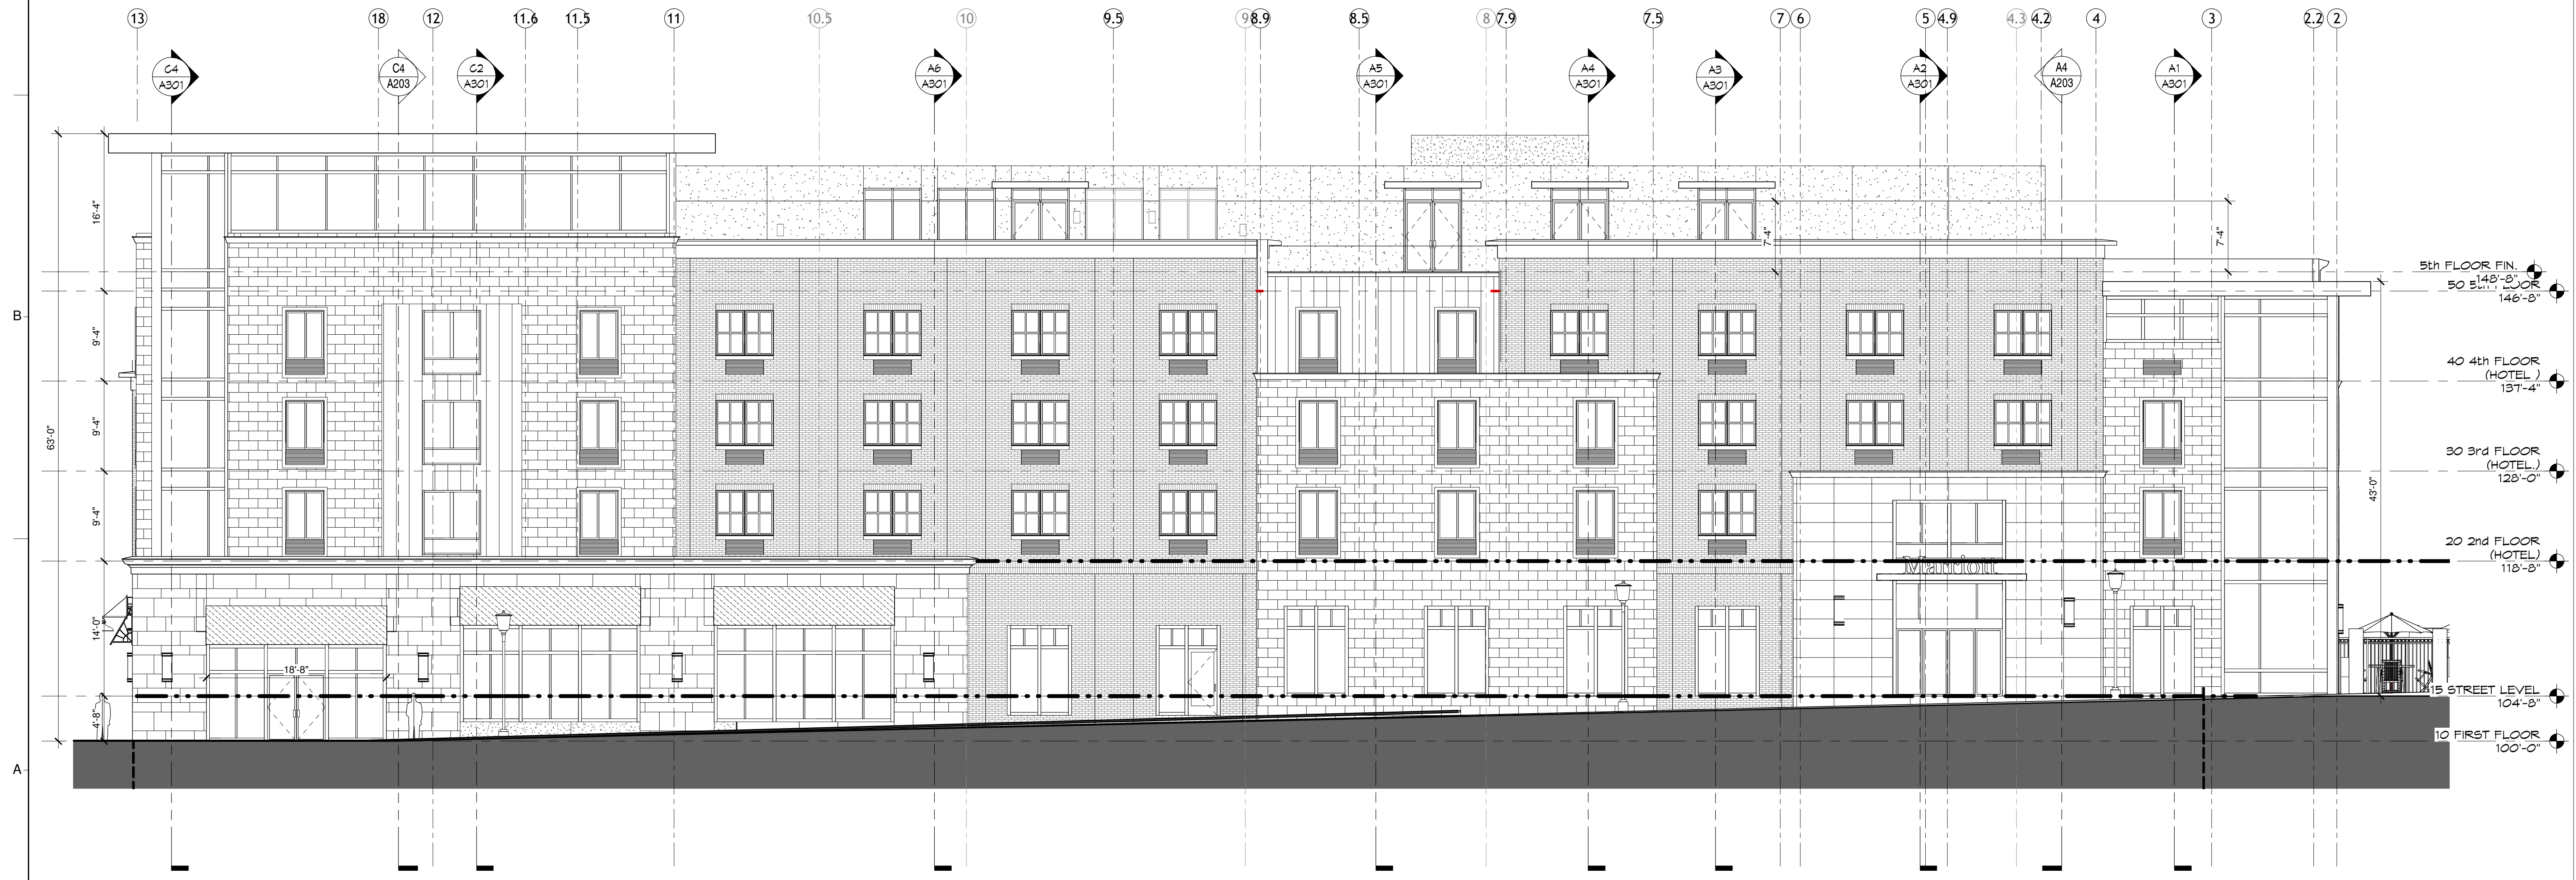 13 18 12 11.6 11.5 11 10.5 10 9.5 9 8.9 8.5 8 7.9 7.5 7 6 5 4.9 4.3 4.2 4 3 2.2 2
C4 C4 C2 A6 A5 A4 A3 A2 A4 A1
A301 A203 A301 A301 A301 A301 A301 A301 A203 A301
16'-4"
7'-4"
7'-4"
5th FLOOR FIN.
148'-8"
50 5th FLOOR
146'-8"
B
9'-4"
40 4th FLOOR
(HOTEL )
137'-4"
9'-4"
63'-0"
30 3rd FLOOR
(HOTEL.)
128'-0"
43'-0"
9'-4"
20 2nd FLOOR
(HOTEL)
118'-8"
Marriott
14'-0"
18'-8"
15 STREET LEVEL
104'-8"
4'-8"
10 FIRST FLOOR
100'-0"
A